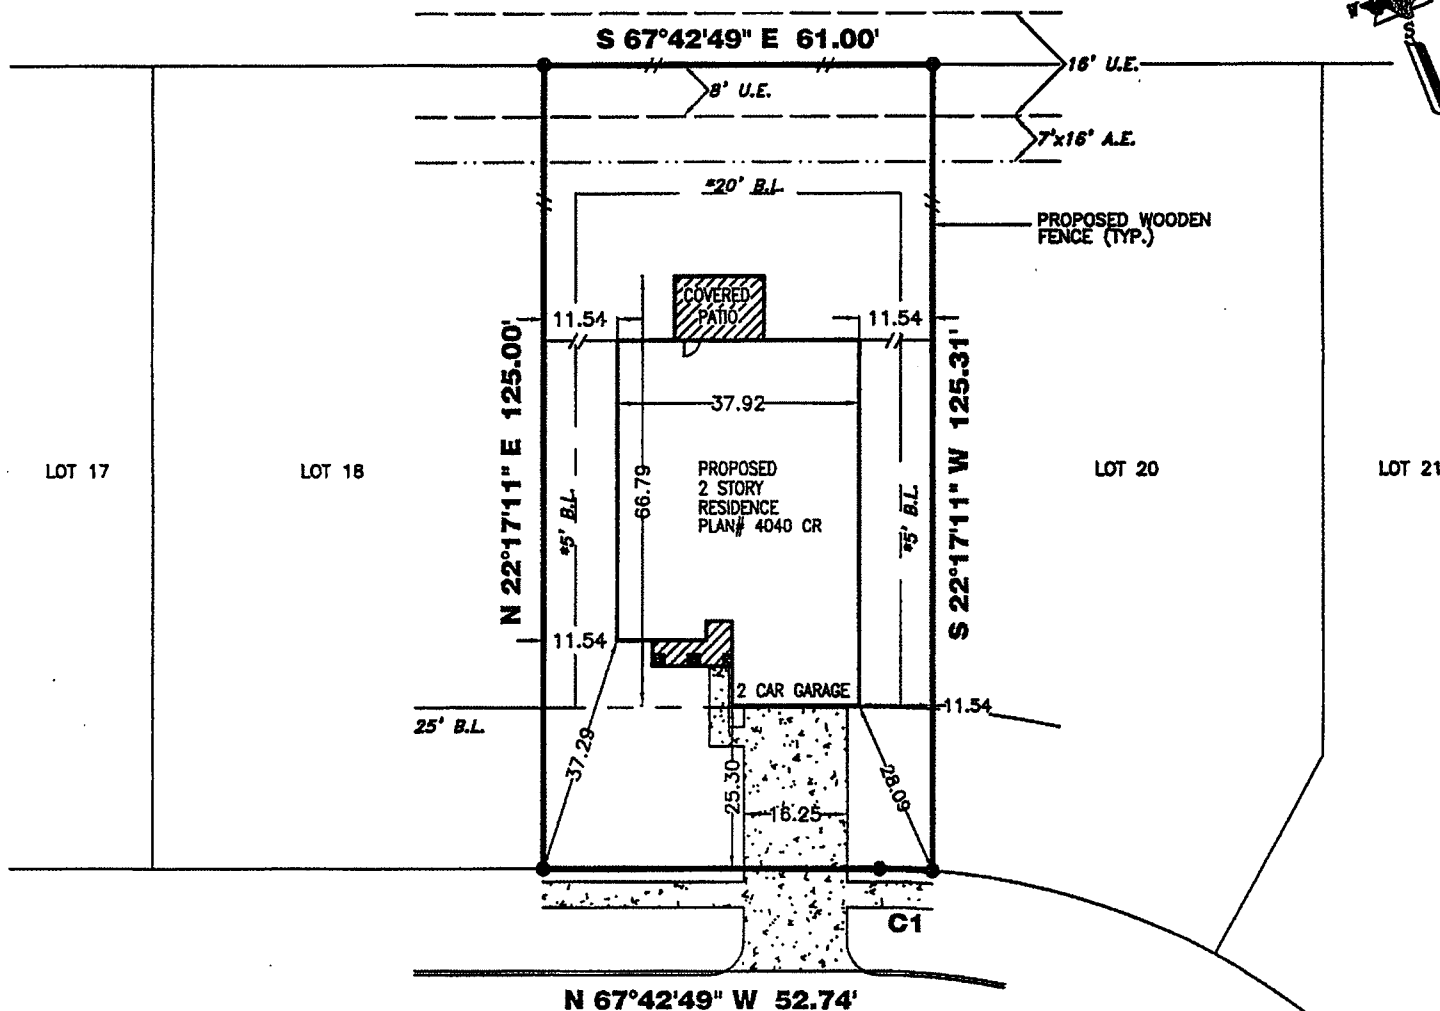 S 67°42'49" E 61.00'
16' U.E.
8' U.E.
7'x16' A.E.
*20' B.L.
PROPOSED WOODEN
FENCE (TYP.)
COVERED
PATIO
11.54
11.54
N 22°17'11" E 125.00'
S 22°17'11" W 125.31'
37.92
LOT 17
LOT 18
66.79
PROPOSED
2 STORY
RESIDENCE
PLAN# 4040 CR
LOT 20
LOT 21
*5' B.L.
*5' B.L.
11.54
2 CAR GARAGE
11.54
25' B.L.
37.29
25.30
16.25
28.09
C1
N 67°42'49" W 52.74'